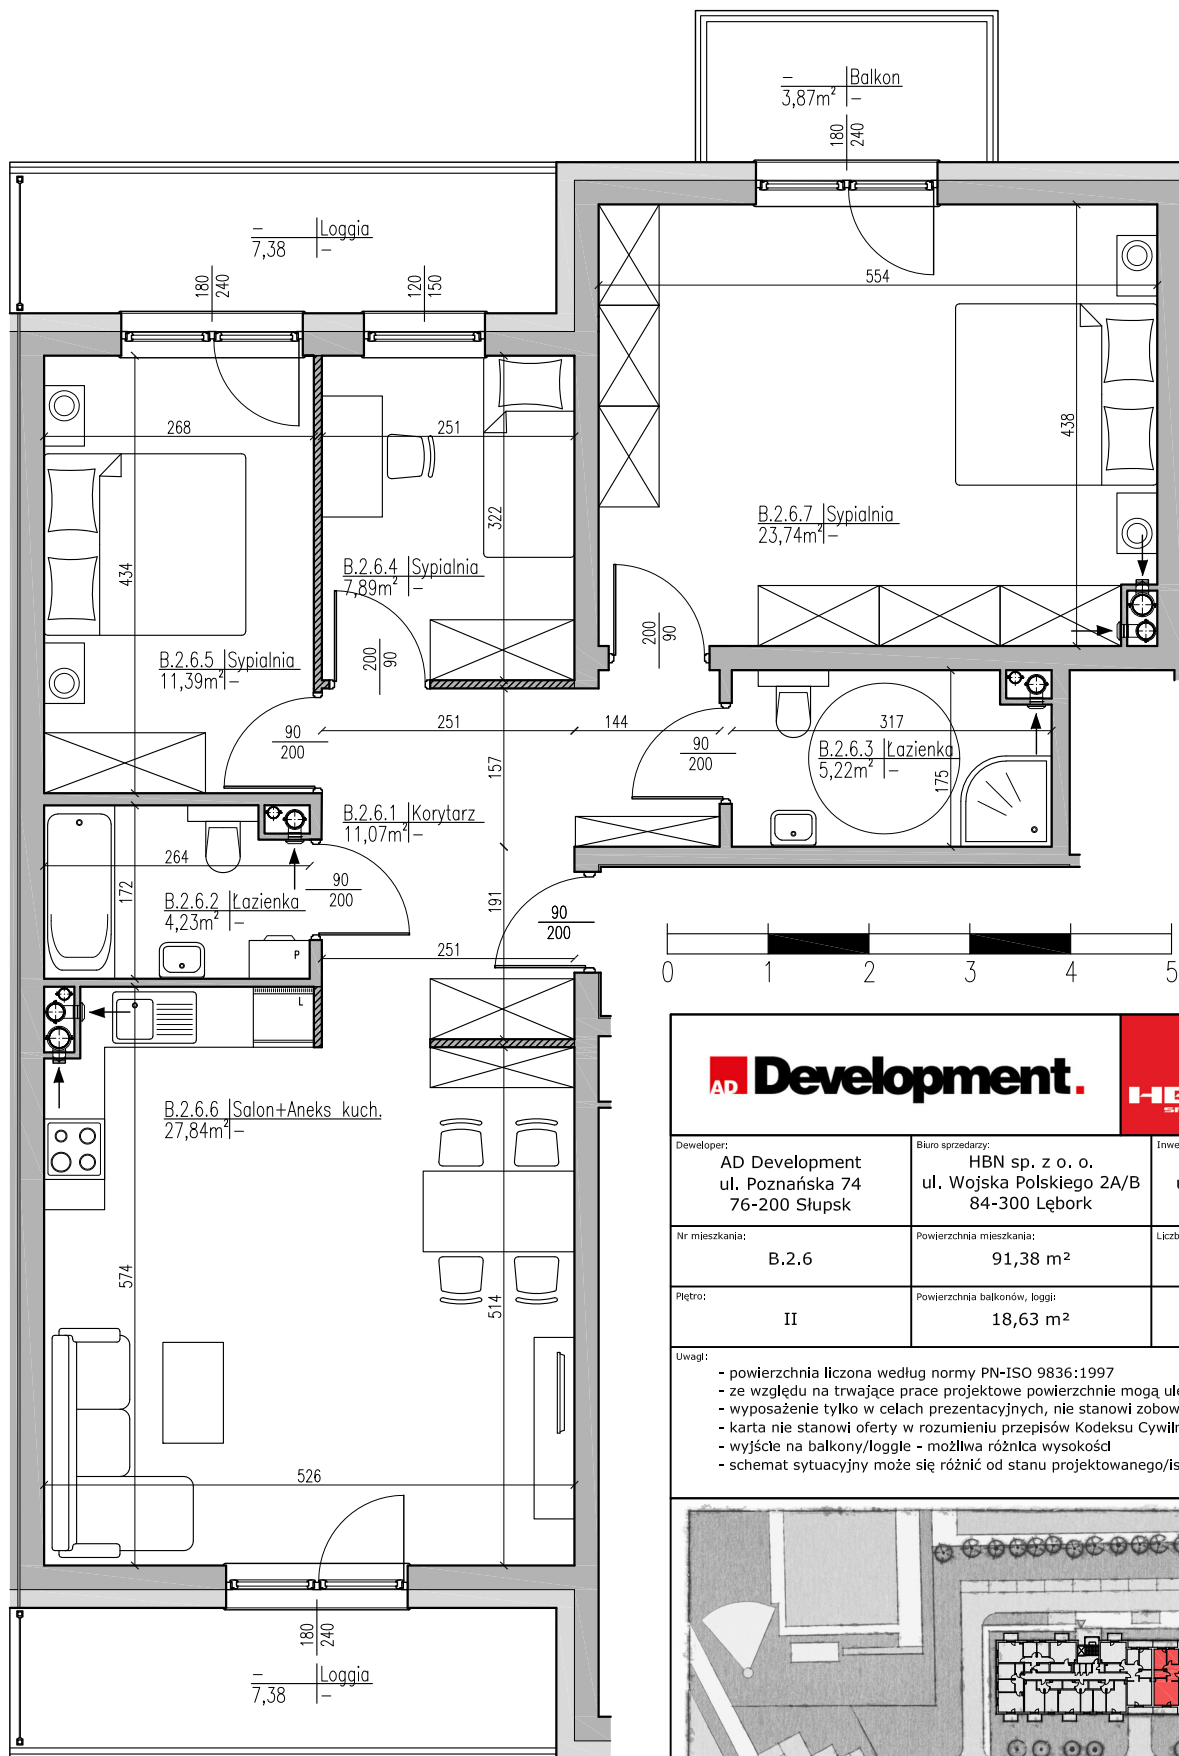 – Balkon
3,87m² –
180
240
– Loggia
7,38 –
180
240
120
150
554
268
251
438
322
434
B.2.6.7 Sypialnia
23,74m² –
B.2.6.4 Sypialnia
7,89m² –
B.2.6.5 Sypialnia
11,39m² –
200
90
200
90
90
200
251
144
90
200
317
157
B.2.6.3 Łazienka
5,22m² –
175
B.2.6.1 Korytarz
11,07m² –
264
172
90
200
B.2.6.2 Łazienka
4,23m² –
191
90
200
P
251
L
0 1 2 3 4 5
B.2.6.6 Salon+Aneks kuch.
27,84m² –
574
514
526
180
240
– Loggia
7,38 –
AD Development.
Deweloper:
AD Development
ul. Poznańska 74
76-200 Słupsk
Biuro sprzedarzy:
HBN sp. z o. o.
ul. Wojska Polskiego 2A/B
84-300 Lębork
Inwe
Nr mieszkania:
B.2.6
Powierzchnia mieszkania:
91,38 m²
Liczb
Piętro:
II
Powierzchnia balkonów, loggi:
18,63 m²
Uwagi:
- powierzchnia liczona według normy PN-ISO 9836:1997
- ze względu na trwające prace projektowe powierzchnie mogą ule
- wyposażenie tylko w celach prezentacyjnych, nie stanowi zobow
- karta nie stanowi oferty w rozumieniu przepisów Kodeksu Cywiln
- wyjście na balkony/loggie - możliwa różnica wysokości
- schemat sytuacyjny może się różnić od stanu projektowanego/is